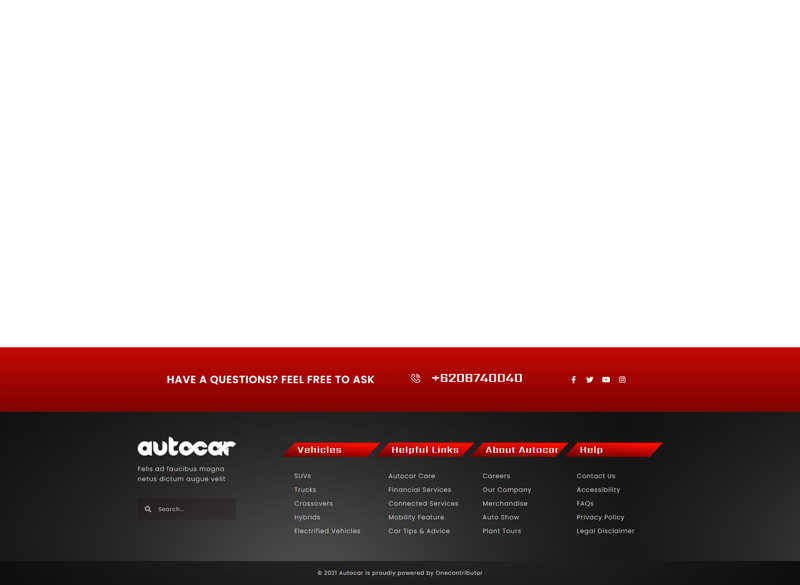 HAVE A QUESTIONS? FEEL FREE TO ASK
+6208740040
autocar
Felis ad faucibus magna
netus dictum augue velit
Search...
Vehicles
SUVs
Trucks
Crossovers
Hybrids
Electrified Vehicles
Helpful Links
Autocar Care
Financial Services
Connected Services
Mobility Feature
Car Tips & Advice
About Autocar
Careers
Our Company
Merchandise
Auto Show
Plant Tours
Help
Contact Us
Accessibility
FAQs
Privacy Policy
Legal Disclaimer
© 2021 Autocar is proudly powered by Onecontributor